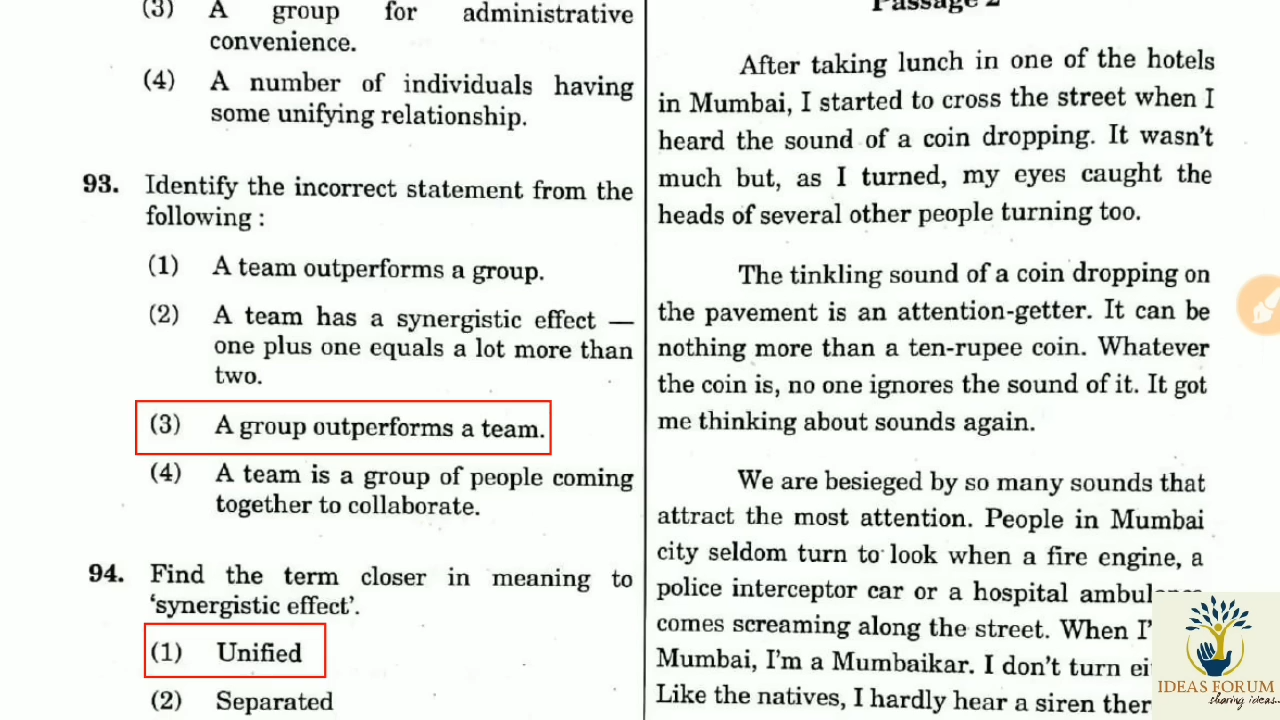 (3) A group for administrative
convenience.
(4) A number of individuals having
some unifying relationship.
93. Identify the incorrect statement from the
following :
(1) A team outperforms a group.
(2) A team has a synergistic effect —
one plus one equals a lot more than
two.
(3) A group outperforms a team.
(4) A team is a group of people coming
together to collaborate.
94. Find the term closer in meaning to
‘synergistic effect’.
(1) Unified
(2) Separated
Passage 2
After taking lunch in one of the hotels
in Mumbai, I started to cross the street when I
heard the sound of a coin dropping. It wasn't
much but, as I turned, my eyes caught the
heads of several other people turning too.
The tinkling sound of a coin dropping on
the pavement is an attention-getter. It can be
nothing more than a ten-rupee coin. Whatever
the coin is, no one ignores the sound of it. It got
me thinking about sounds again.
We are besieged by so many sounds that
attract the most attention. People in Mumbai
city seldom turn to look when a fire engine, a
police interceptor car or a hospital
comes screaming along the street. When
Mumbai, I'm a Mumbaikar. I don't turn
Like the natives, I hardly hear a siren
IDEAS FORUM
sharing ideas..